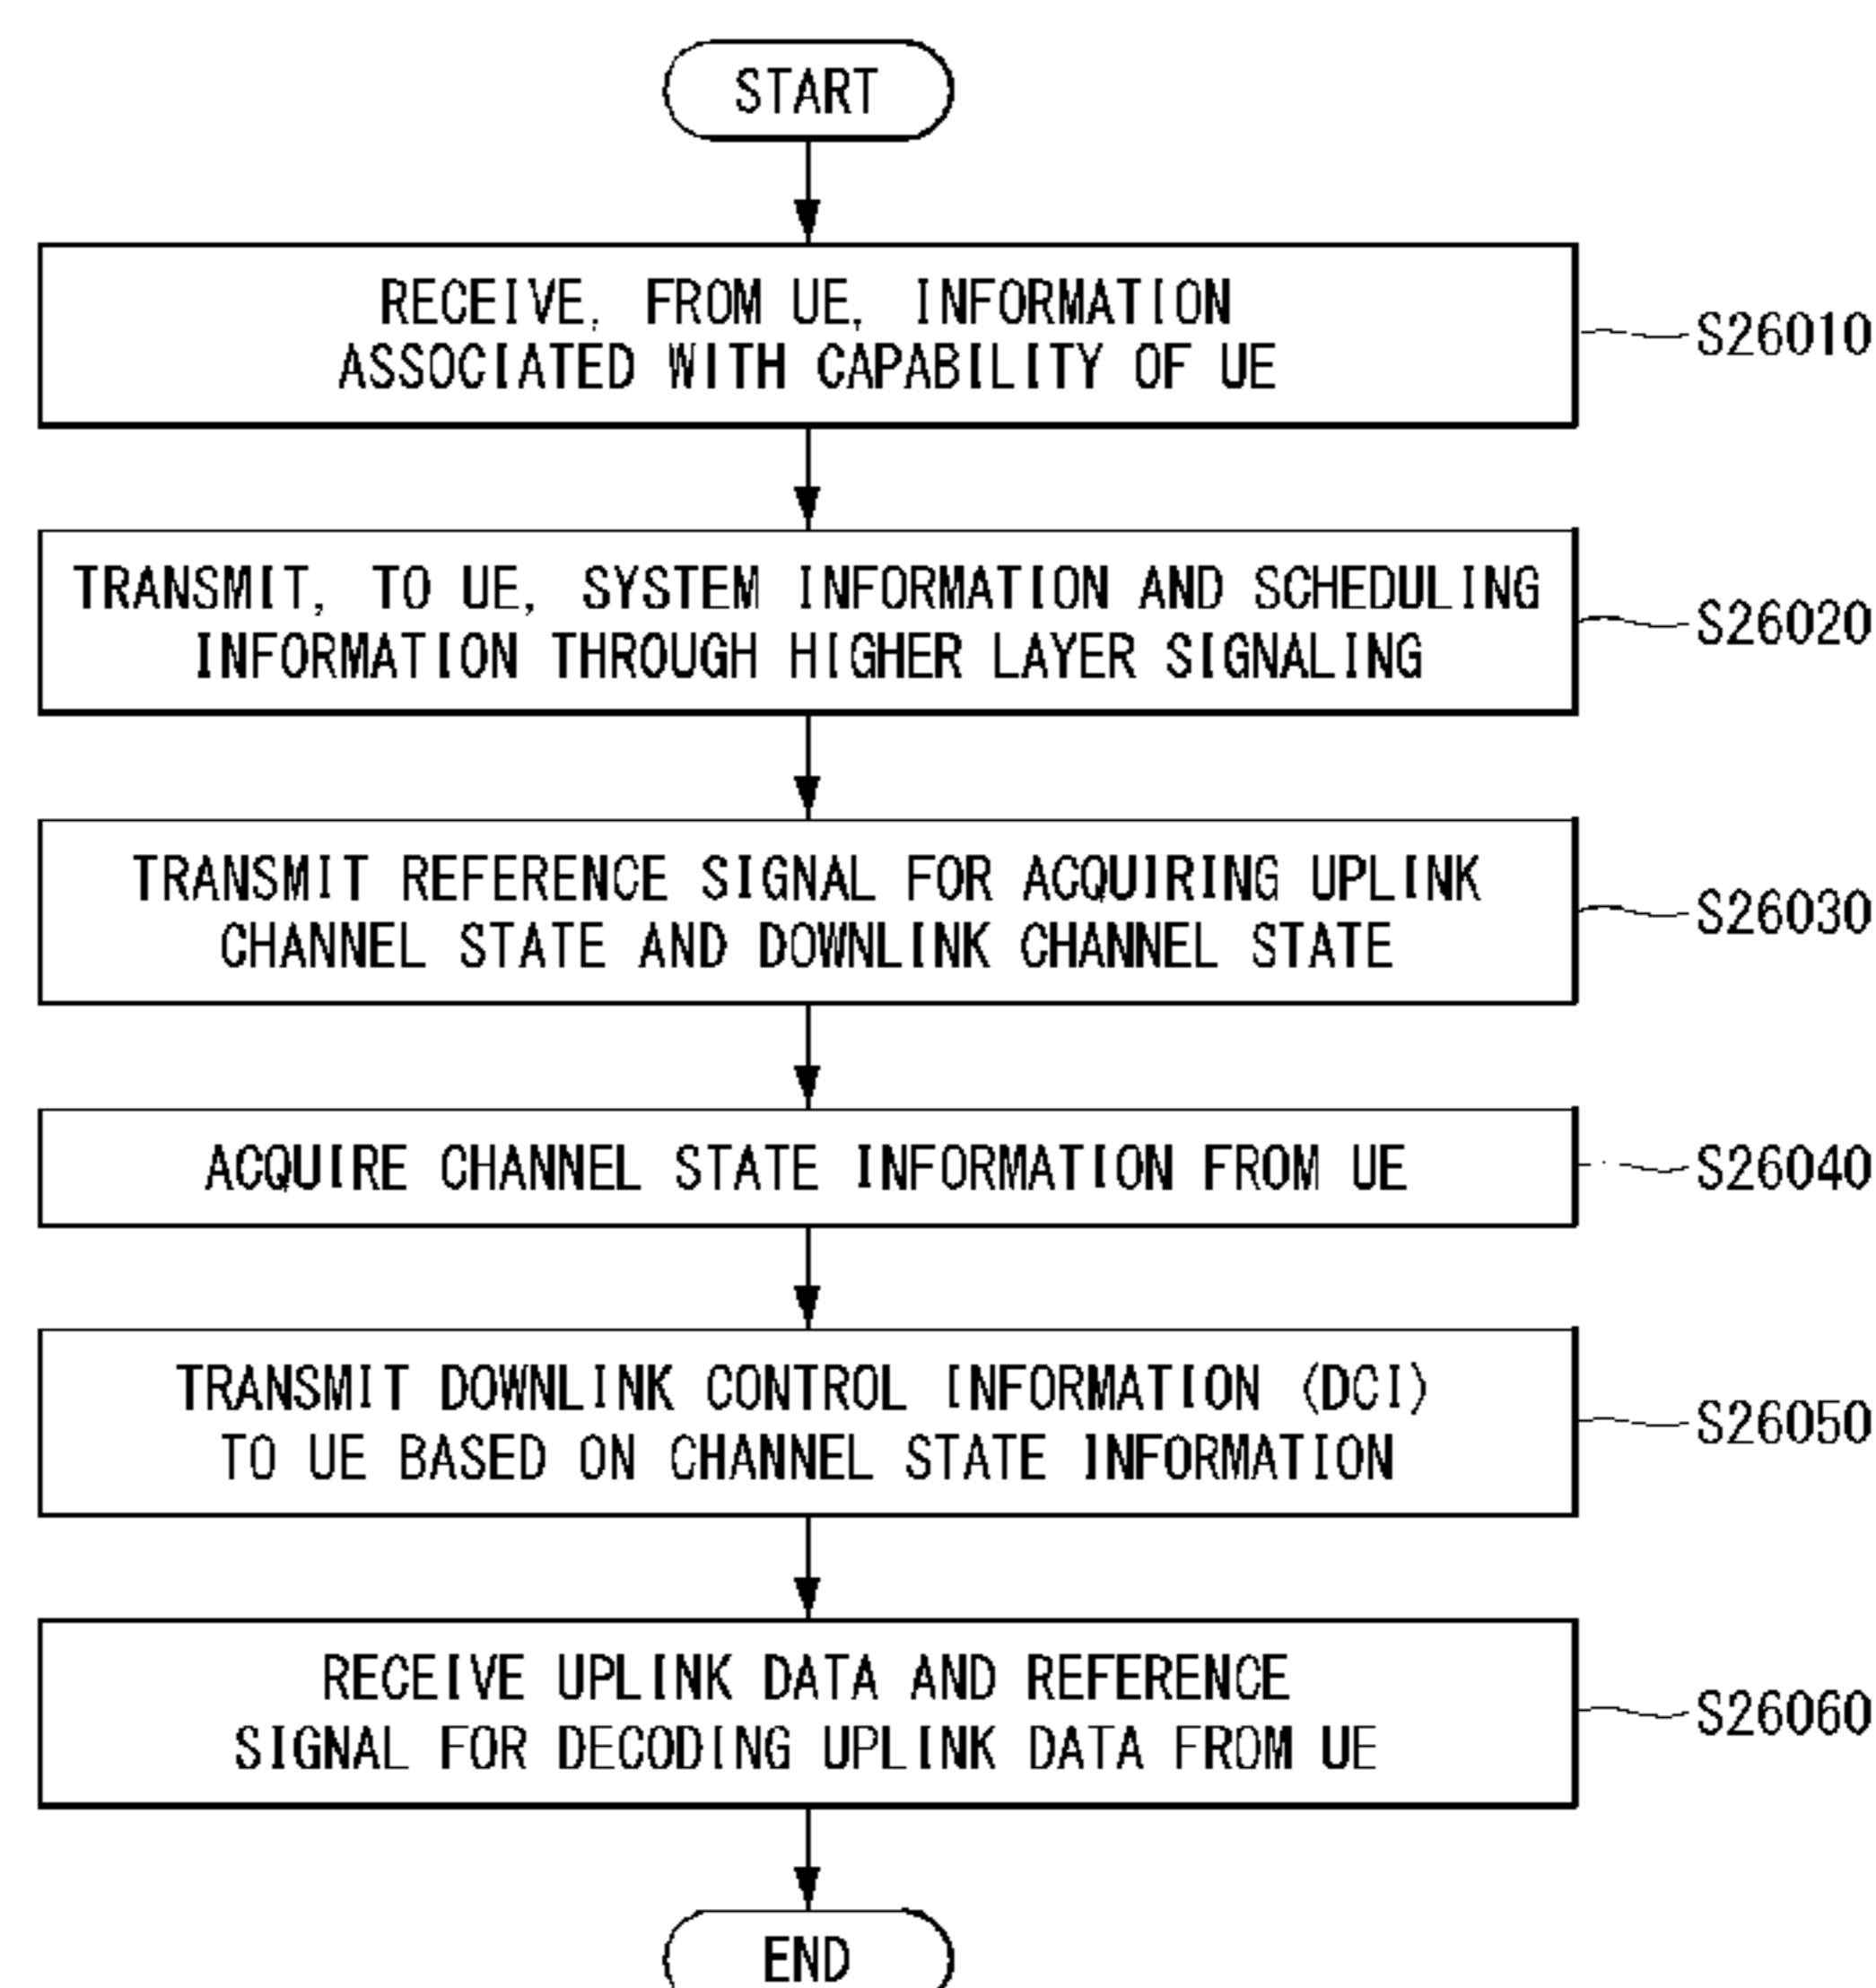 START
RECEIVE, FROM UE, INFORMATION
ASSOCIATED WITH CAPABILITY OF UE
S26010
TRANSMIT, TO UE, SYSTEM INFORMATION AND SCHEDULING
INFORMATION THROUGH HIGHER LAYER SIGNALING
S26020
TRANSMIT REFERENCE SIGNAL FOR ACQUIRING UPLINK
CHANNEL STATE AND DOWNLINK CHANNEL STATE
S26030
ACQUIRE CHANNEL STATE INFORMATION FROM UE
S26040
TRANSMIT DOWNLINK CONTROL INFORMATION (DCI)
TO UE BASED ON CHANNEL STATE INFORMATION
S26050
RECEIVE UPLINK DATA AND REFERENCE
SIGNAL FOR DECODING UPLINK DATA FROM UE
S26060
END